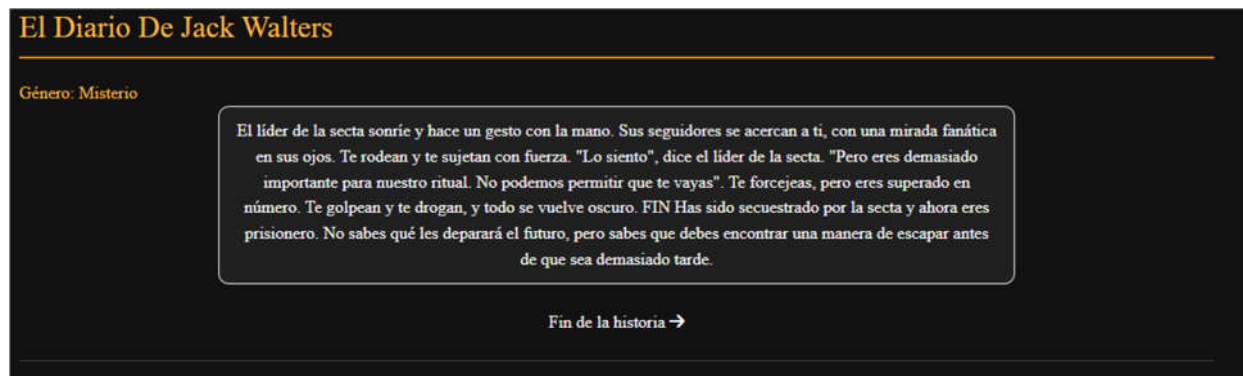 El Diario De Jack Walters
Género: Misterio
El líder de la secta sonríe y hace un gesto con la mano. Sus seguidores se acercan a ti, con una mirada fanática
en sus ojos. Te rodean y te sujetan con fuerza. "Lo siento", dice el líder de la secta. "Pero eres demasiado
importante para nuestro ritual. No podemos permitir que te vayas". Te forcejeas, pero eres superado en
número. Te golpean y te drogan, y todo se vuelve oscuro. FIN Has sido secuestrado por la secta y ahora eres
prisionero. No sabes qué les deparará el futuro, pero sabes que debes encontrar una manera de escapar antes
de que sea demasiado tarde.
Fin de la historia →